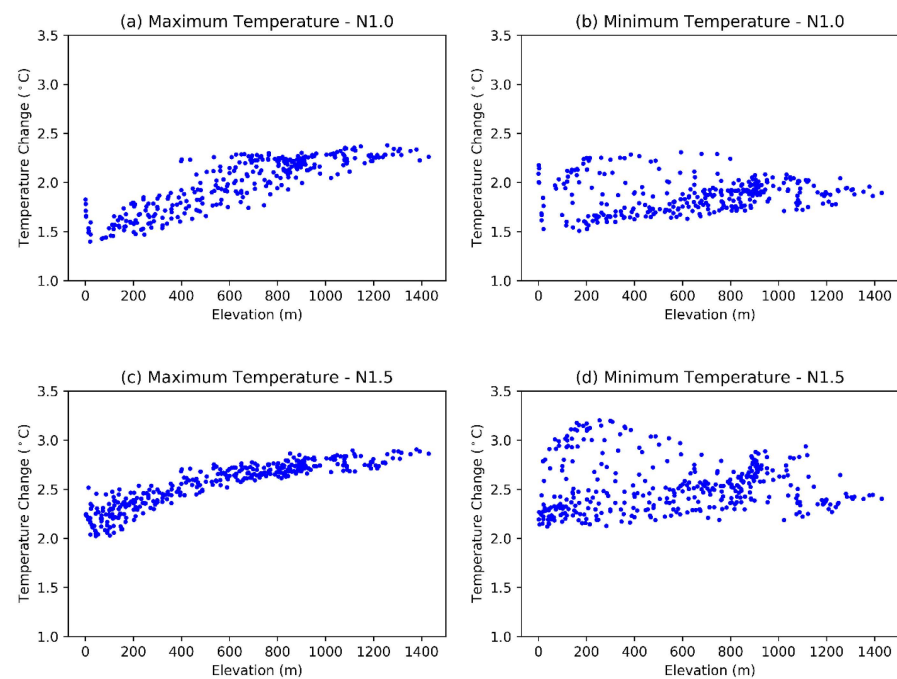 (a) Maximum Temperature - N1.0
(b) Minimum Temperature - N1.0
3.5
3.0
2.5
2.0
1.5
1.0
Temperature Change (°C)
0 200 400 600 800 1000 1200 1400
Elevation (m)
3.5
3.0
2.5
2.0
1.5
1.0
Temperature Change (°C)
0 200 400 600 800 1000 1200 1400
Elevation (m)
(c) Maximum Temperature - N1.5
(d) Minimum Temperature - N1.5
3.5
3.0
2.5
2.0
1.5
1.0
Temperature Change (°C)
0 200 400 600 800 1000 1200 1400
Elevation (m)
3.5
3.0
2.5
2.0
1.5
1.0
Temperature Change (°C)
0 200 400 600 800 1000 1200 1400
Elevation (m)